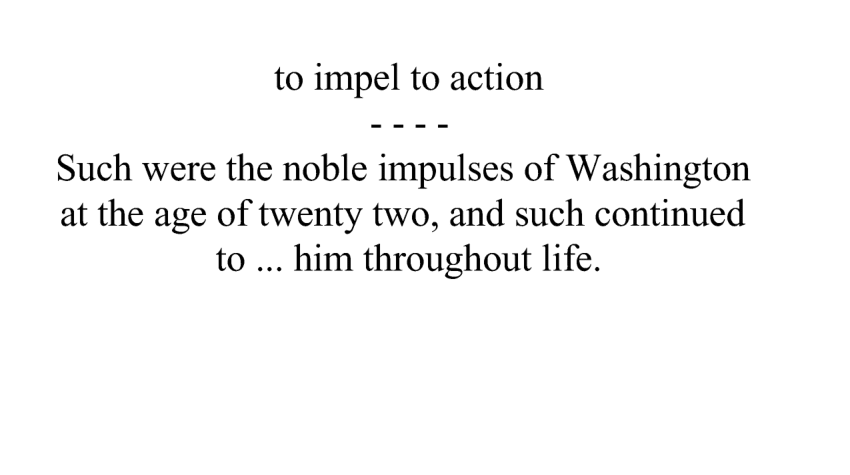 to impel to action
- - - -
Such were the noble impulses of Washington
at the age of twenty two, and such continued
to ... him throughout life.